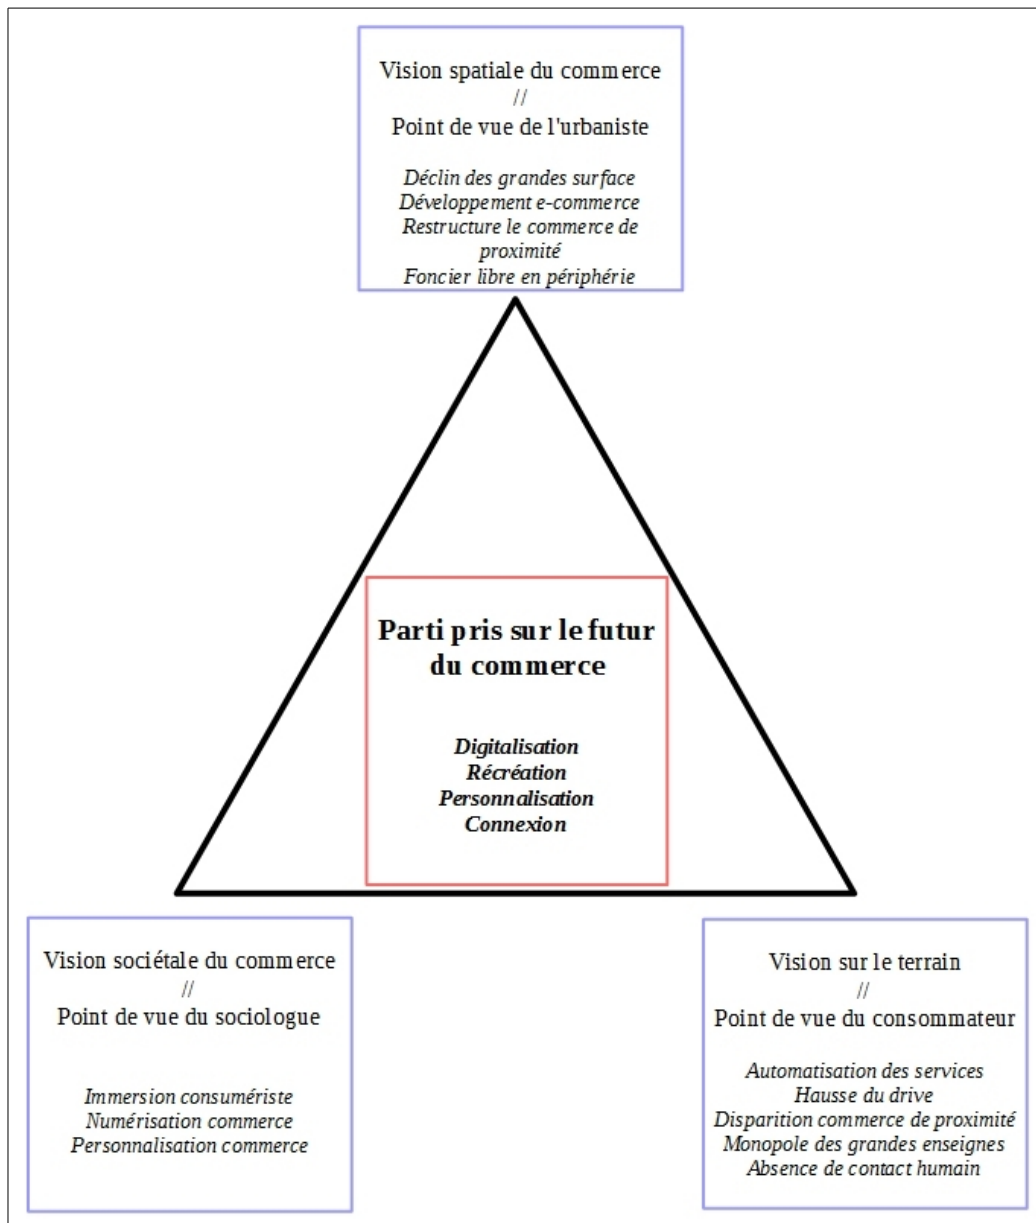 Vision spatiale du commerce
//
Point de vue de l'urbaniste
Déclin des grandes surface
Développement e-commerce
Restructure le commerce de
proximité
Foncier libre en périphérie
Parti pris sur le futur
du commerce
Digitalisation
Récréation
Personnalisation
Connexion
Vision sociétale du commerce
//
Point de vue du sociologue
Immersion consumériste
Numérisation commerce
Personnalisation commerce
Vision sur le terrain
//
Point de vue du consommateur
Automatisation des services
Hausse du drive
Disparition commerce de proximité
Monopole des grandes enseignes
Absence de contact humain